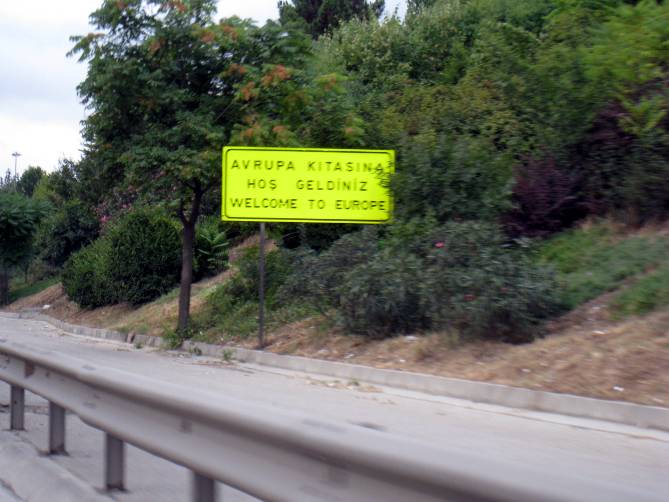 AVRUPA KITASINA
HOŞ GELDİNİZ
WELCOME TO EUROPE